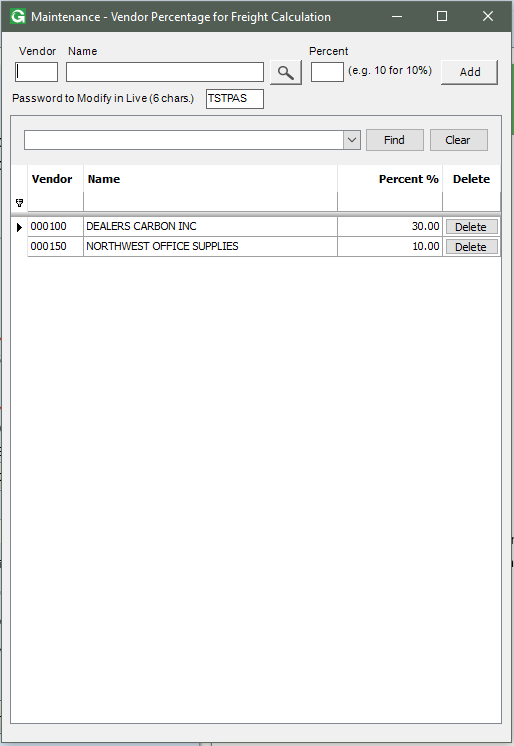 G Maintenance - Vendor Percentage for Freight Calculation
Vendor Name Percent
(e.g. 10 for 10%) Add
Password to Modify in Live (6 chars.) TSTPAS
Find Clear
Vendor Name Percent % Delete
000100 DEALERS CARBON INC 30.00 Delete
000150 NORTHWEST OFFICE SUPPLIES 10.00 Delete